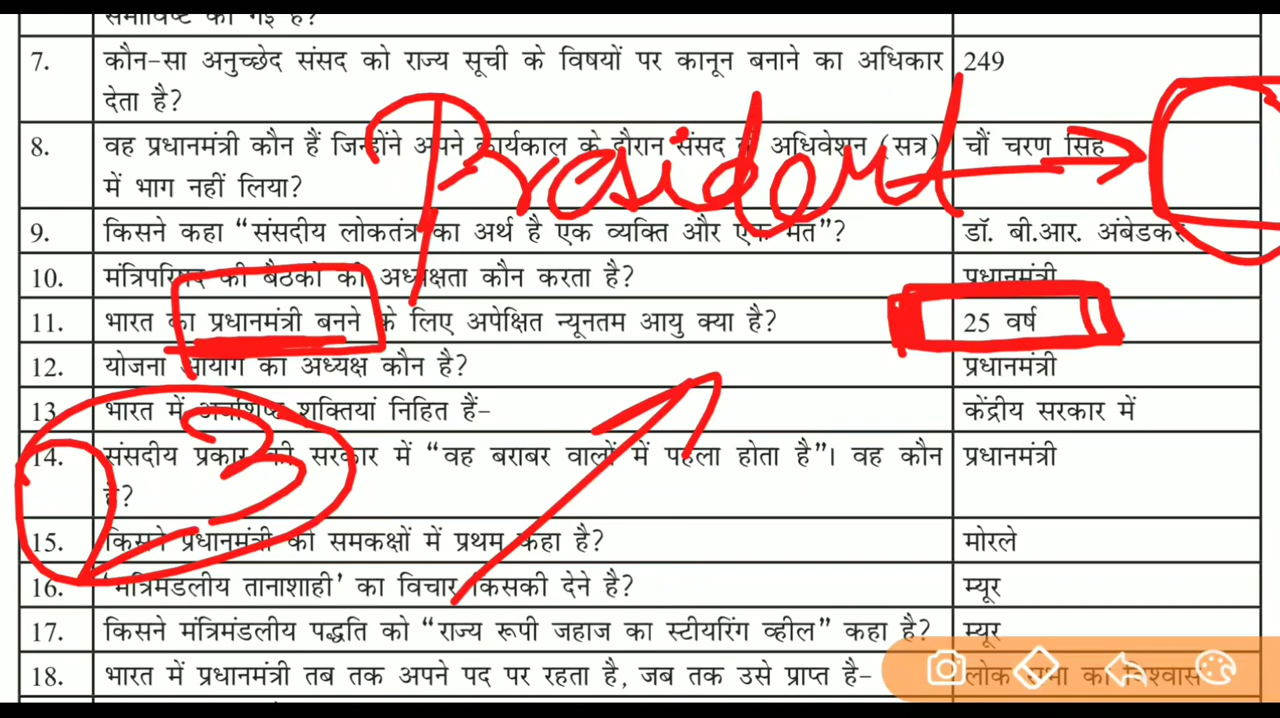 समाविष्ट की गई है?
7. कौन-सा अनुच्छेद संसद को राज्य सूची के विषयों पर कानून बनाने का अधिकार 249
देता है?
8. वह प्रधानमंत्री कौन हैं जिन्होंने अपने कार्यकाल के दौरान संसद के अधिवेशन (सत्र) चौं चरण सिंह
में भाग नहीं लिया?
President
9. किसने कहा “संसदीय लोकतंत्र का अर्थ है एक व्यक्ति और एक मत”? डॉ. बी.आर. अंबेडकर
10. मंत्रिपरिषद की बैठकों की अध्यक्षता कौन करता है? प्रधानमंत्री
11. भारत का प्रधानमंत्री बनने के लिए अपेक्षित न्यूनतम आयु क्या है? 25 वर्ष
12. योजना आयोग का अध्यक्ष कौन है? प्रधानमंत्री
13. भारत में अवशिष्ट शक्तियां निहित हैं- केंद्रीय सरकार में
14. संसदीय प्रकार की सरकार में “वह बराबर वालों में पहला होता है”। वह कौन प्रधानमंत्री
है?
15. किसने प्रधानमंत्री को समकक्षों में प्रथम कहा है? मोरले
16. ‘मंत्रिमंडलीय तानाशाही’ का विचार किसकी देने है? म्यूर
17. किसने मंत्रिमंडलीय पद्धति को “राज्य रूपी जहाज का स्टीयरिंग व्हील” कहा है? म्यूर
18. भारत में प्रधानमंत्री तब तक अपने पद पर रहता है, जब तक उसे प्राप्त है- लोक सभा का विश्वास